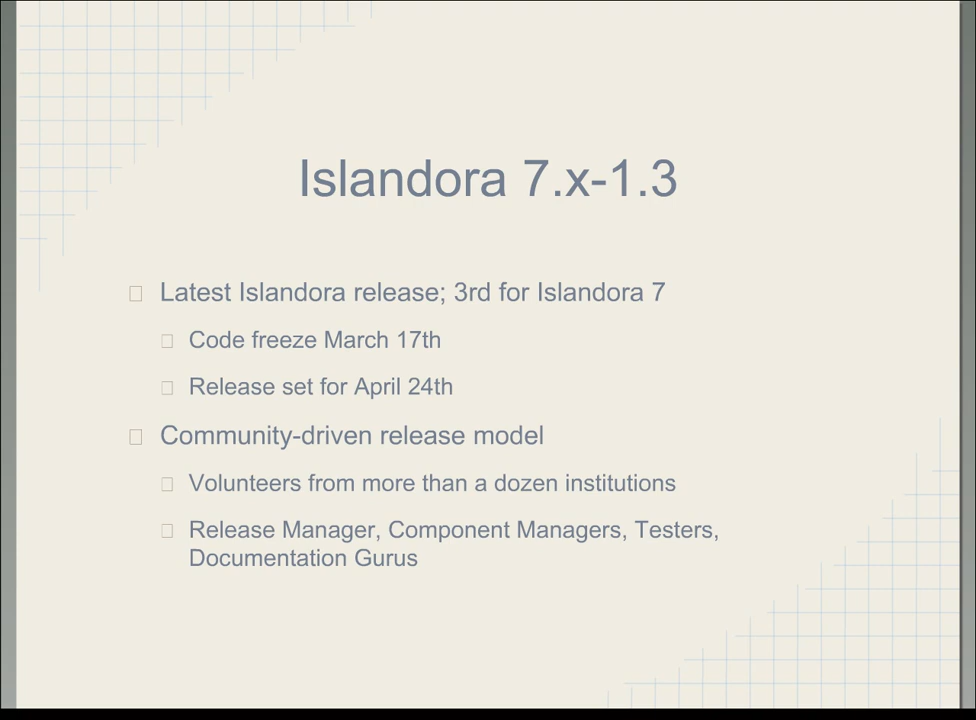 Islandora 7.x-1.3
Latest Islandora release; 3rd for Islandora 7
Code freeze March 17th
Release set for April 24th
Community-driven release model
Volunteers from more than a dozen institutions
Release Manager, Component Managers, Testers,
Documentation Gurus